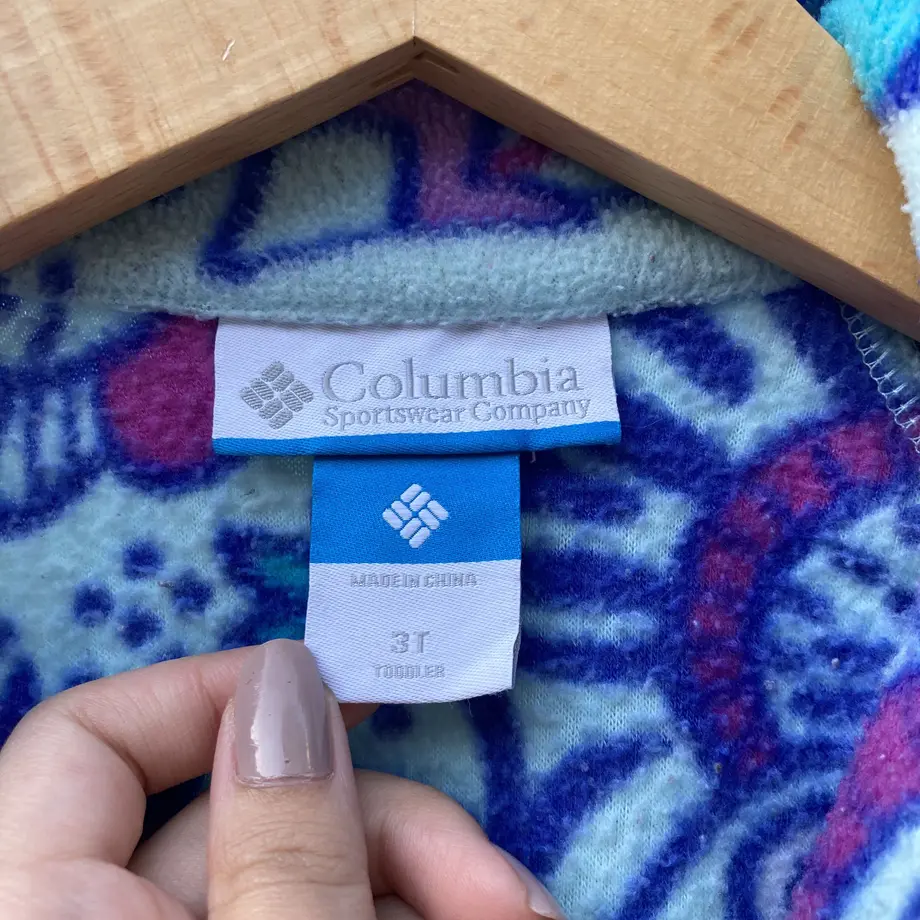 Columbia
Sportswear Company
MADE IN CHINA
3T
TODDLER